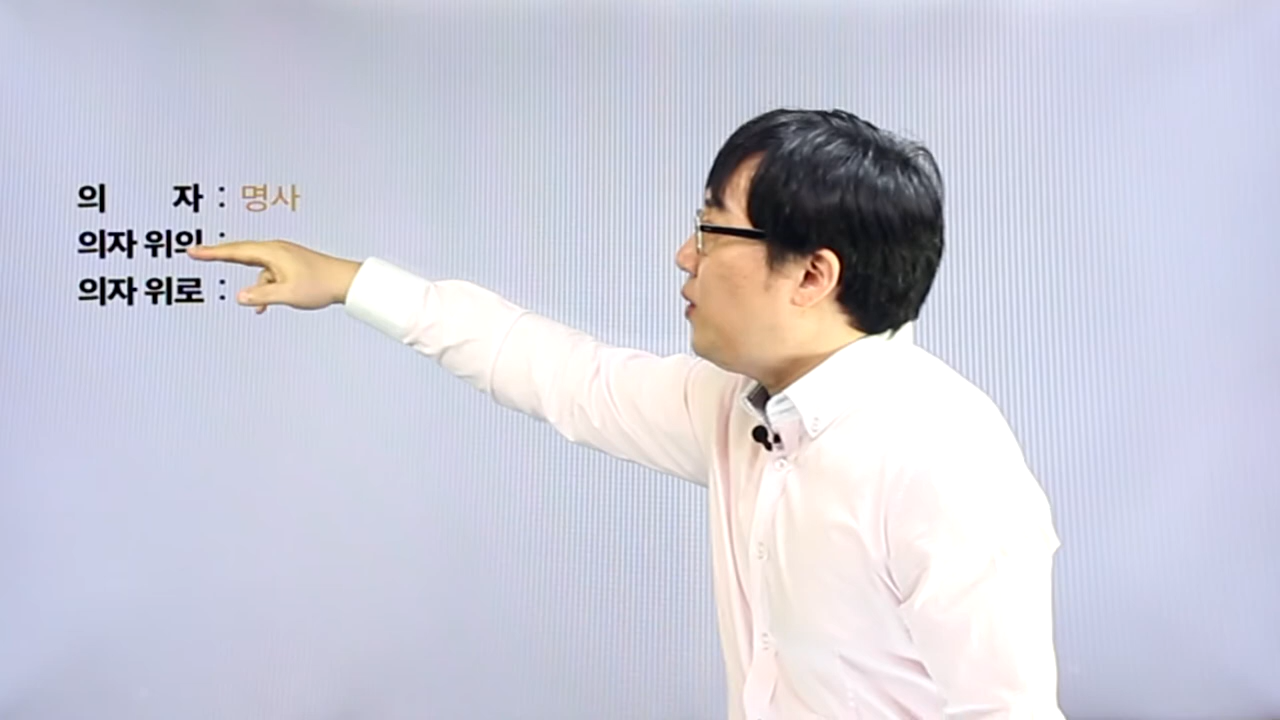 의 자 : 명사
의자 위의 :
의자 위로 :